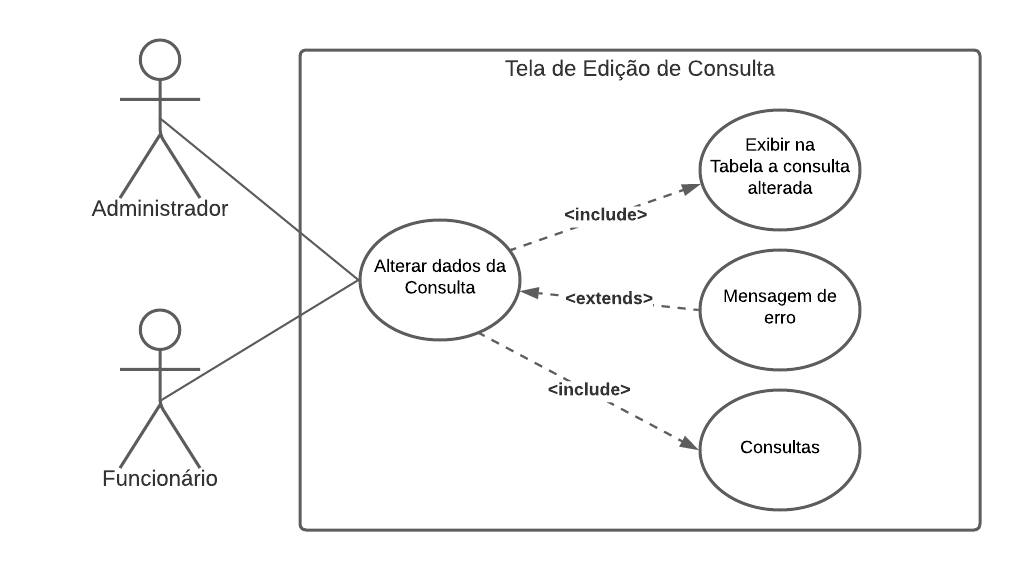 Tela de Edição de Consulta
Administrador
Exibir na
Tabela a consulta
alterada
<include>
Alterar dados da
Consulta
<extends>
Mensagem de
erro
<include>
Consultas
Funcionário